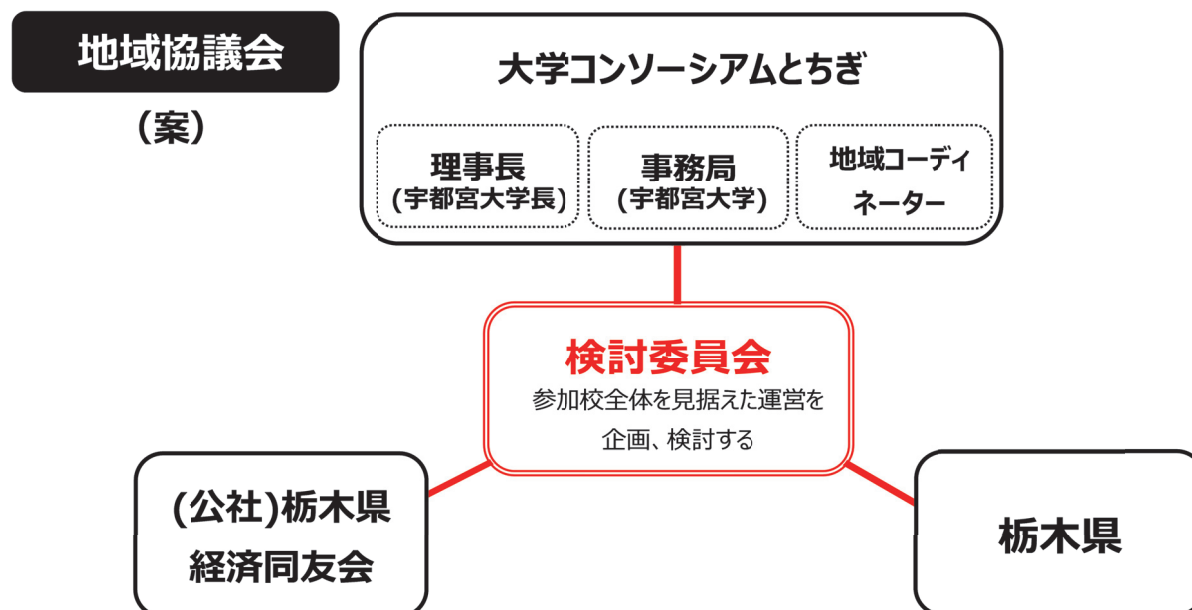 地域協議会
（案）
大学コンソーシアムとちぎ
理事長
(宇都宮大学長)
事務局
(宇都宮大学)
地域コーディ
ネーター
検討委員会
参加校全体を見据えた運営を
企画、検討する
(公社)栃木県
経済同友会
栃木県